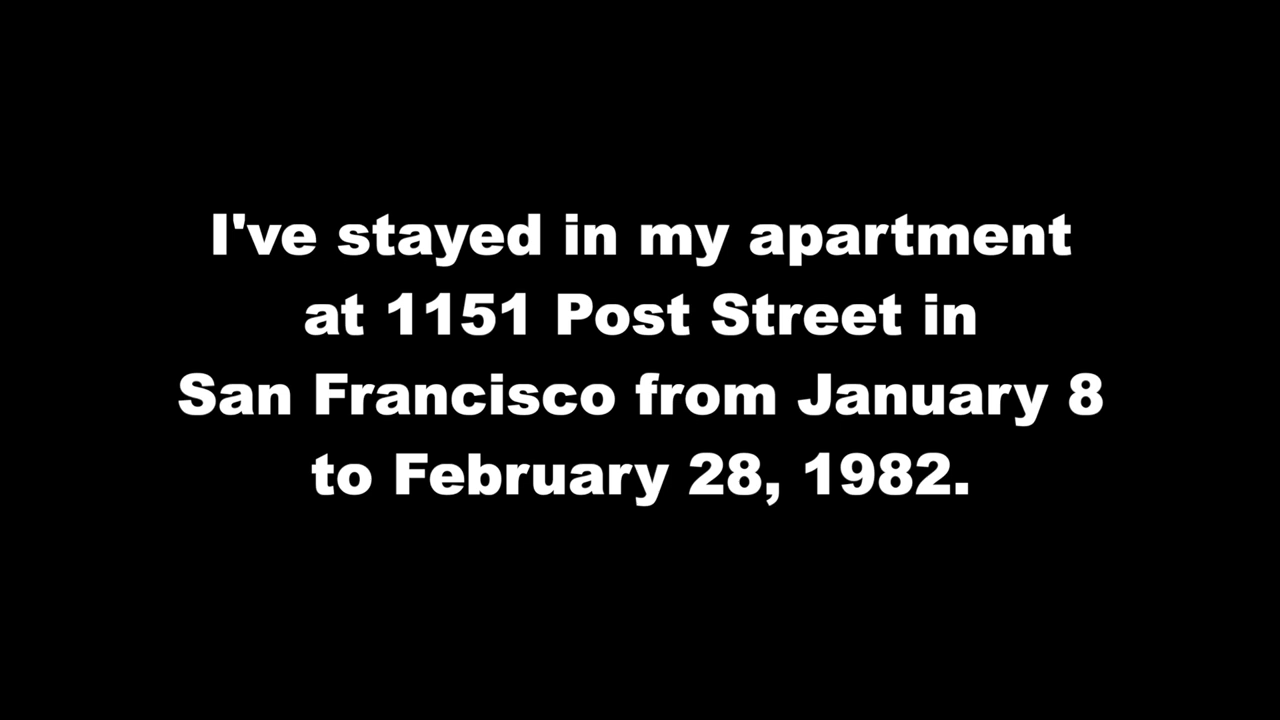 I've stayed in my apartment
at 1151 Post Street in
San Francisco from January 8
to February 28, 1982.